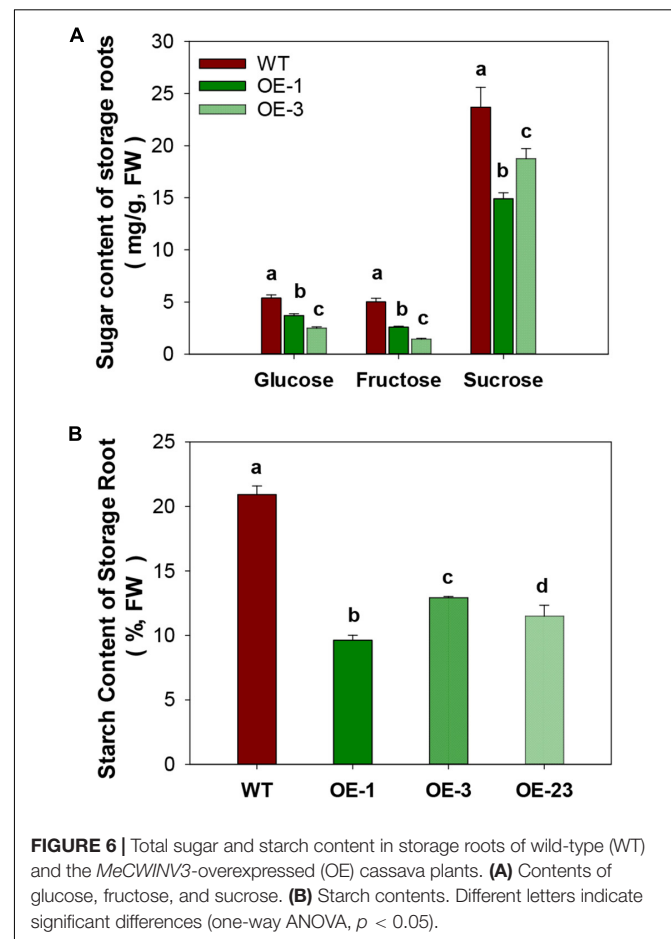 A
Sugar content of storage roots
( mg/g, FW )
30
25
20
15
10
5
0
WT
OE-1
OE-3
a
b
c
a
b
c
a
b
c
Glucose Fructose Sucrose
B
Starch Content of Storage Root
( %, FW )
25
20
15
10
5
0
a
b
c
d
WT OE-1 OE-3 OE-23
FIGURE 6 | Total sugar and starch content in storage roots of wild-type (WT)
and the MeCWINV3-overexpressed (OE) cassava plants. (A) Contents of
glucose, fructose, and sucrose. (B) Starch contents. Different letters indicate
significant differences (one-way ANOVA, p < 0.05).